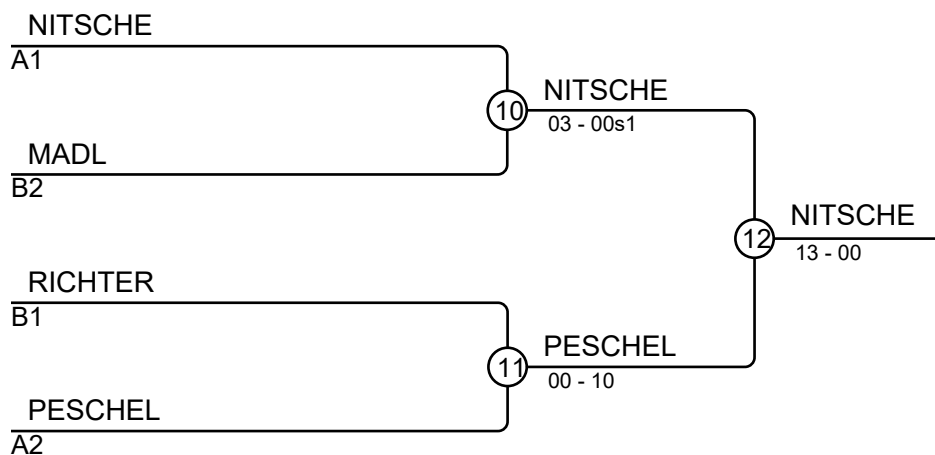 NITSCHE
A1
10
NITSCHE
03 - 00s1
MADL
B2
12
NITSCHE
13 - 00
RICHTER
B1
11
PESCHEL
00 - 10
PESCHEL
A2